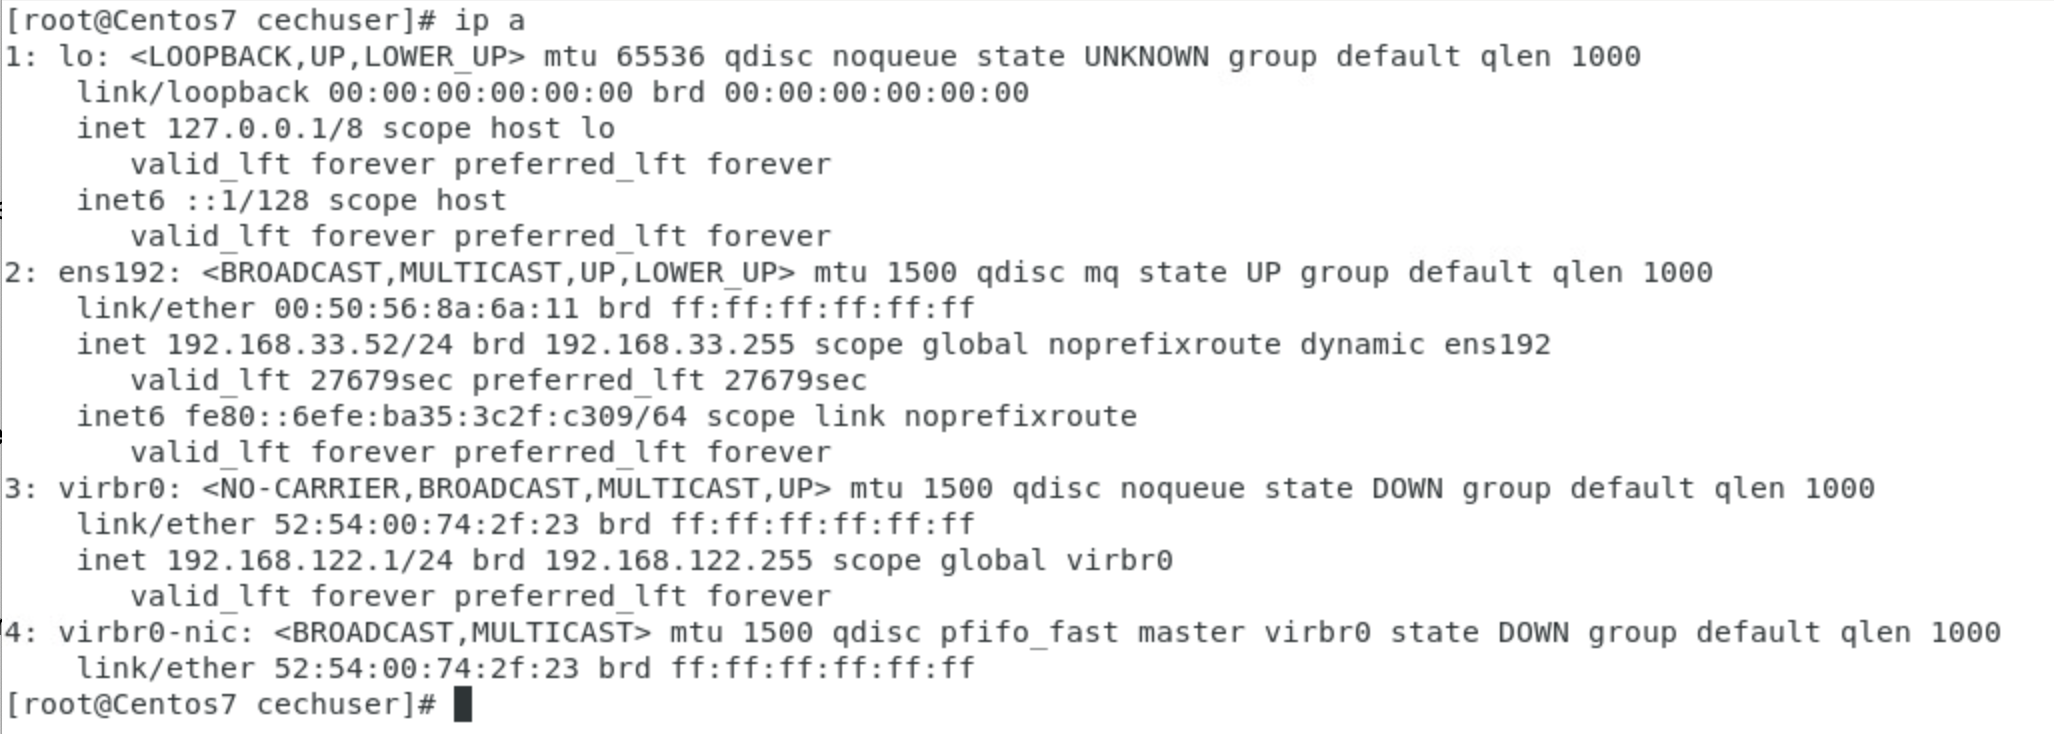 [root@Centos7 cechuser]# ip a
1: lo: <LOOPBACK,UP,LOWER_UP> mtu 65536 qdisc noqueue state UNKNOWN group default qlen 1000
    link/loopback 00:00:00:00:00:00 brd 00:00:00:00:00:00
    inet 127.0.0.1/8 scope host lo
       valid_lft forever preferred_lft forever
    inet6 ::1/128 scope host
       valid_lft forever preferred_lft forever
2: ens192: <BROADCAST,MULTICAST,UP,LOWER_UP> mtu 1500 qdisc mq state UP group default qlen 1000
    link/ether 00:50:56:8a:6a:11 brd ff:ff:ff:ff:ff:ff
    inet 192.168.33.52/24 brd 192.168.33.255 scope global noprefixroute dynamic ens192
       valid_lft 27679sec preferred_lft 27679sec
    inet6 fe80::6efe:ba35:3c2f:c309/64 scope link noprefixroute
       valid_lft forever preferred_lft forever
3: virbr0: <NO-CARRIER,BROADCAST,MULTICAST,UP> mtu 1500 qdisc noqueue state DOWN group default qlen 1000
    link/ether 52:54:00:74:2f:23 brd ff:ff:ff:ff:ff:ff
    inet 192.168.122.1/24 brd 192.168.122.255 scope global virbr0
       valid_lft forever preferred_lft forever
4: virbr0-nic: <BROADCAST,MULTICAST> mtu 1500 qdisc pfifo_fast master virbr0 state DOWN group default qlen 1000
    link/ether 52:54:00:74:2f:23 brd ff:ff:ff:ff:ff:ff
[root@Centos7 cechuser]#